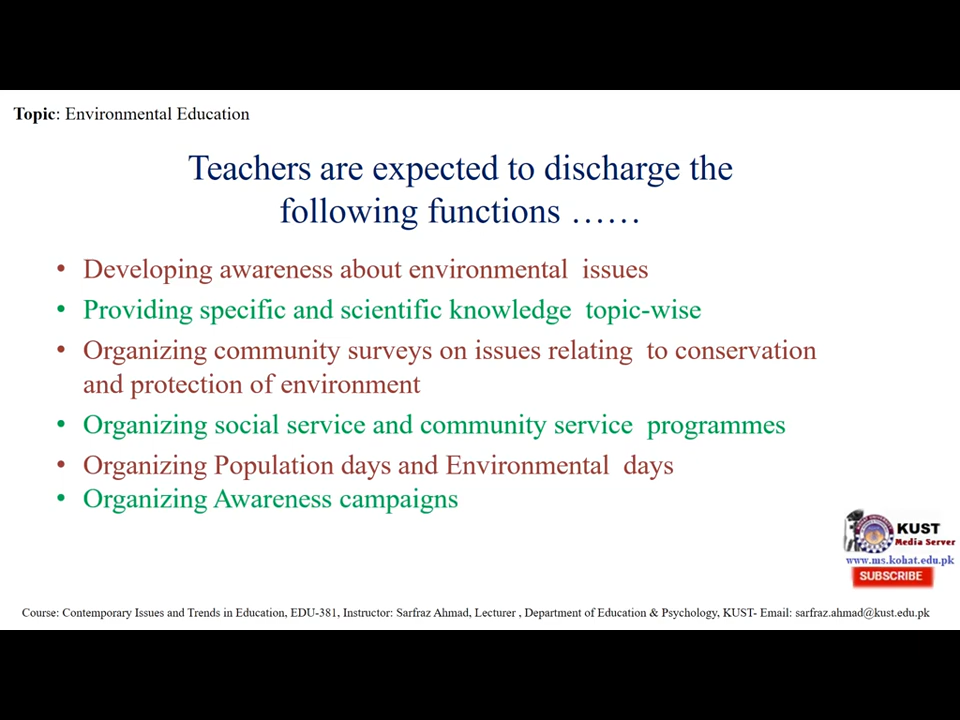 Topic: Environmental Education
Teachers are expected to discharge the
following functions ……
• Developing awareness about environmental issues
• Providing specific and scientific knowledge topic-wise
• Organizing community surveys on issues relating to conservation
and protection of environment
• Organizing social service and community service programmes
• Organizing Population days and Environmental days
• Organizing Awareness campaigns
KUST
Media Server
www.ms.kohat.edu.pk
SUBSCRIBE
Course: Contemporary Issues and Trends in Education, EDU-381, Instructor: Sarfraz Ahmad, Lecturer , Department of Education & Psychology, KUST- Email: sarfraz.ahmad@kust.edu.pk